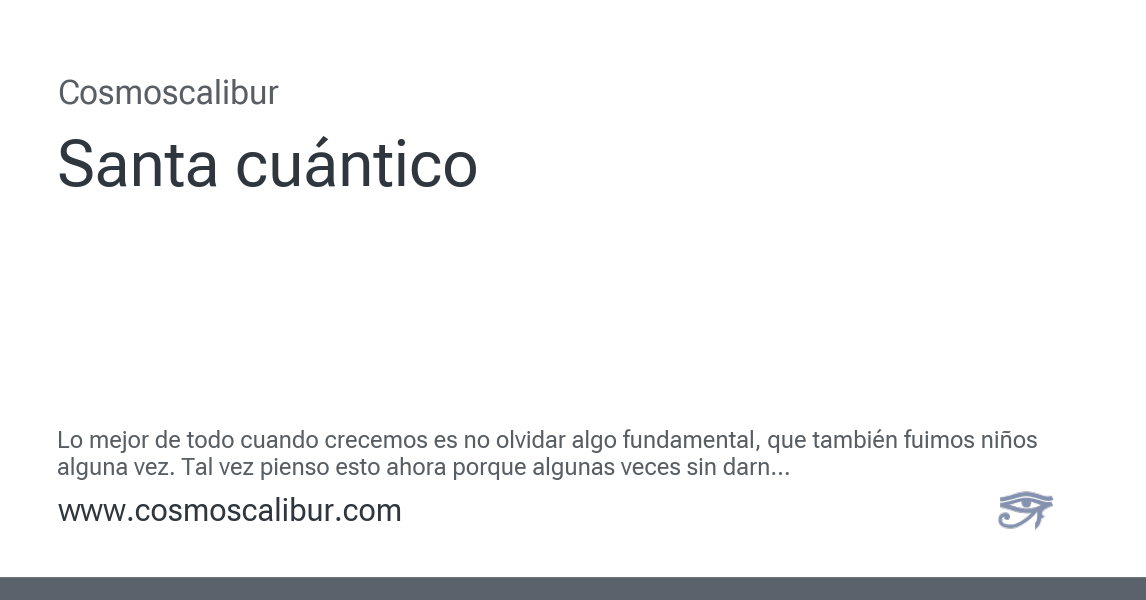 Cosmoscalibur
Santa cuántico
Lo mejor de todo cuando crecemos es no olvidar algo fundamental, que también fuimos niños
alguna vez. Tal vez pienso esto ahora porque algunas veces sin darn...
www.cosmoscalibur.com